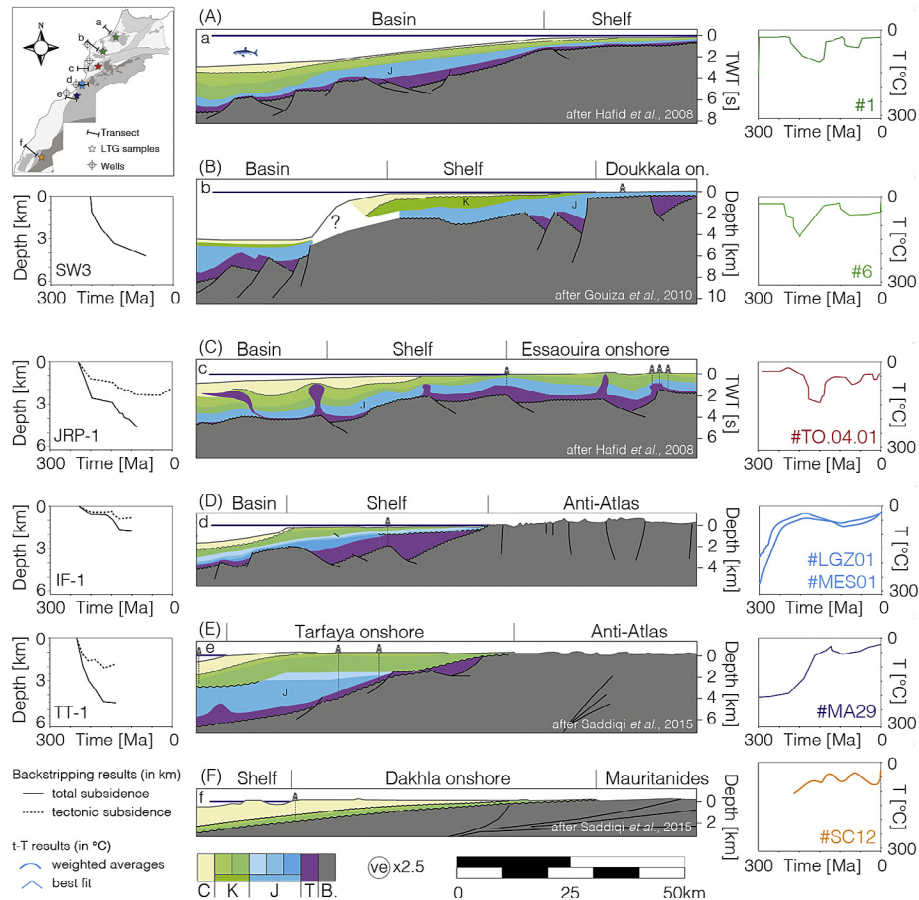 N
a
b
c
d
e
f
Transect
LTG samples
Wells
(A)
Basin
Shelf
a
J
after Hafid et al., 2008
0
2
4
6
8
TWT [s]
0
T [°C]
300
#1
300 Time [Ma] 0
(B)
Basin
Shelf
Doukkala on.
b
?
K
J
after Gouiza et al., 2010
0
2
4
6
8
10
Depth [km]
0
3
6
Depth [km]
SW3
300 Time [Ma] 0
0
T [°C]
300
#6
300 Time [Ma] 0
(C)
Basin
Shelf
Essaouira onshore
c
J
after Hafid et al., 2008
0
2
4
6
TWT [s]
0
3
6
Depth [km]
JRP-1
300 Time [Ma] 0
0
T [°C]
300
#TO.04.01
300 Time [Ma] 0
(D)
Basin
Shelf
Anti-Atlas
d
0
2
4
Depth [km]
0
3
6
Depth [km]
IF-1
300 Time [Ma] 0
0
T [°C]
300
#LGZ01
#MES01
300 Time [Ma] 0
(E)
Tarfaya onshore
Anti-Atlas
e
J
after Saddiqi et al., 2015
0
2
4
6
Depth [km]
0
3
6
Depth [km]
TT-1
300 Time [Ma] 0
0
T [°C]
300
#MA29
300 Time [Ma] 0
(F)
Shelf
Dakhla onshore
Mauritanides
f
after Saddiqi et al., 2015
0
2
Depth [km]
0
T [°C]
300
#SC12
300 Time [Ma] 0
Backstripping results (in km)
total subsidence
tectonic subsidence
t-T results (in °C)
weighted averages
best fit
C K J T B.
ve x2.5
0 25 50km